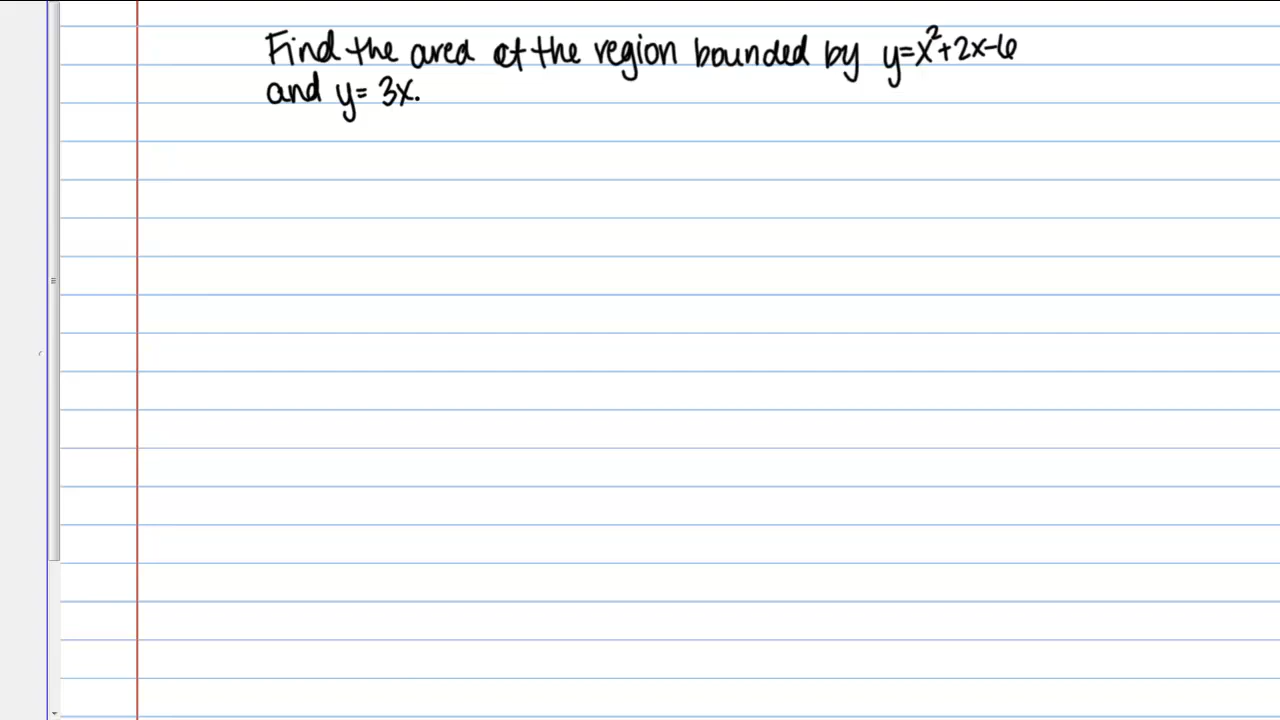 Find the area of the region bounded by y=x²+2x-6
and y= 3x.